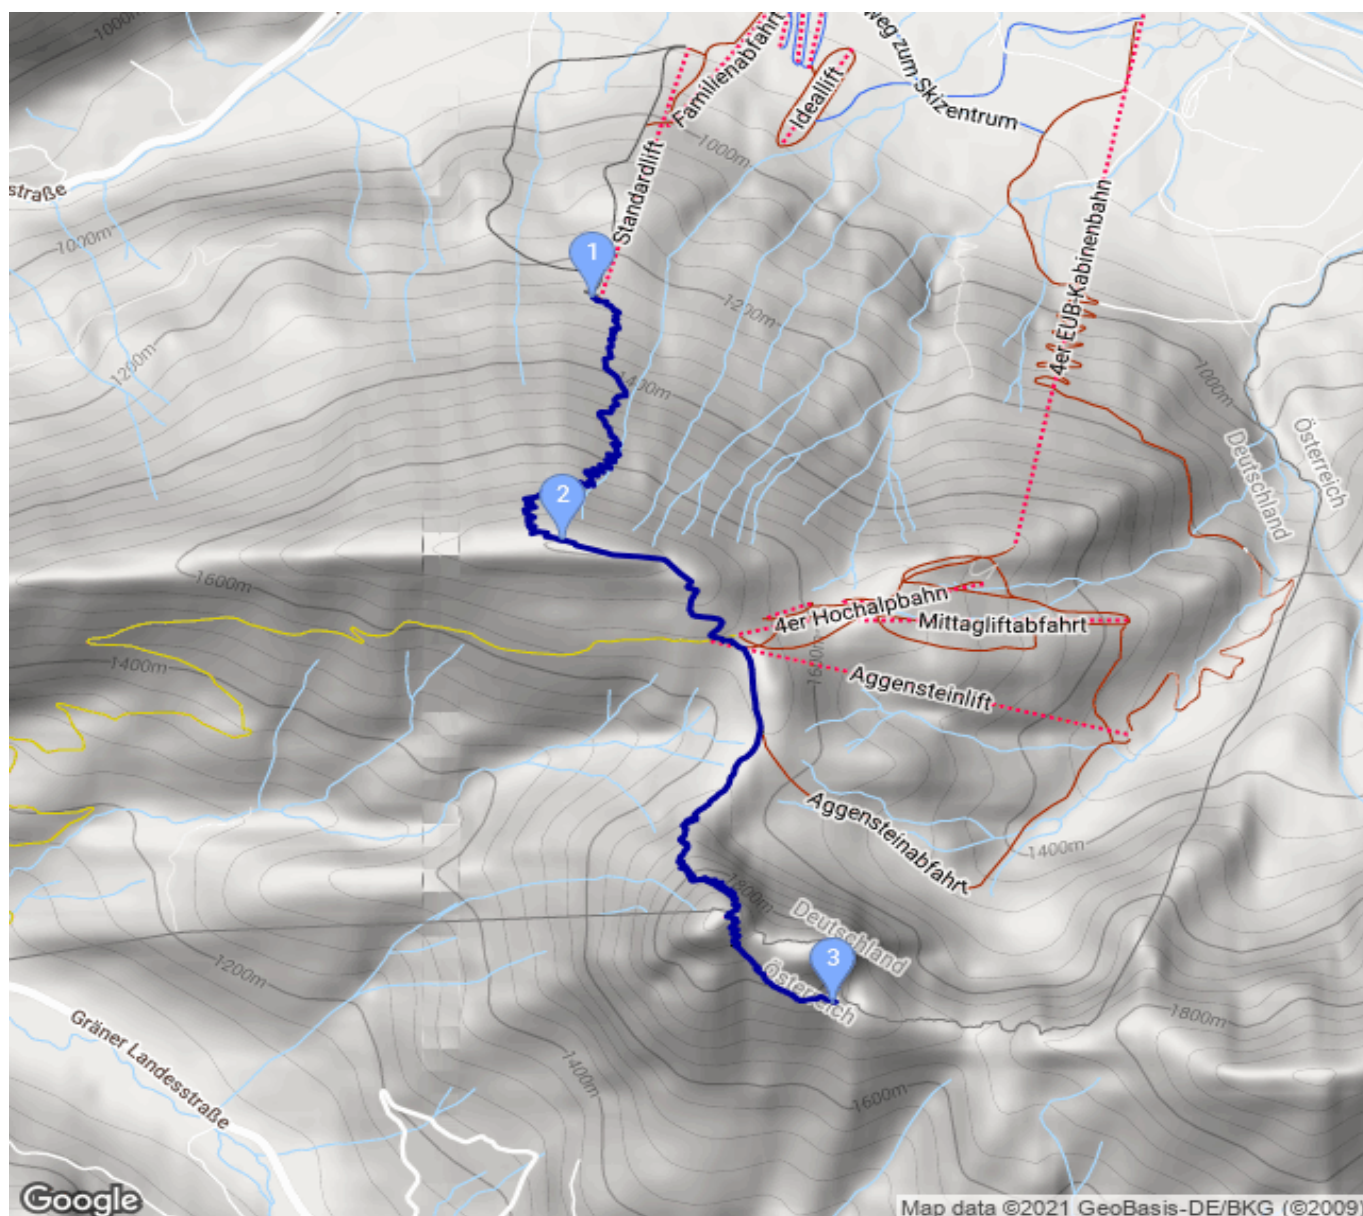 1000m
Familienabfahrt
weg zum Skizentrum
Ideallift
1000m
straße
Standardlift
1000m
1
4er EUB Kabinenbahn
1200m
1200m
1400m
1000m
Österreich
Deutschland
2
1600m
4er Hochalpbahn
Mittagliftabfahrt
1400m
1600m
Aggensteinlift
Aggensteinabfahrt
1400m
1800m
Deutschland
3
1200m
Österreich
1800m
Gräner Landesstraße
1400m
1600m
Google
Map data ©2021 GeoBasis-DE/BKG (©2009)